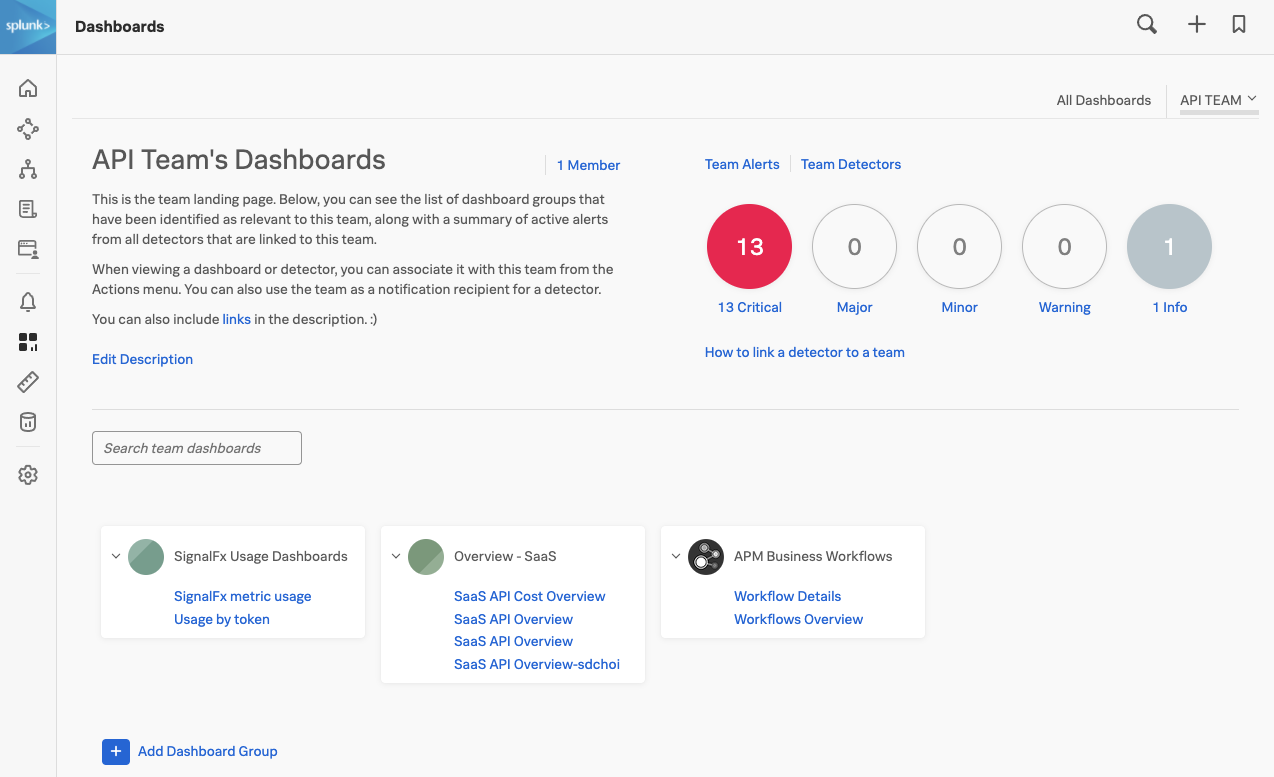 splunk>
Dashboards
All Dashboards
API TEAM
API Team's Dashboards
1 Member
This is the team landing page. Below, you can see the list of dashboard groups that
have been identified as relevant to this team, along with a summary of active alerts
from all detectors that are linked to this team.
When viewing a dashboard or detector, you can associate it with this team from the
Actions menu. You can also use the team as a notification recipient for a detector.
You can also include links in the description. :)
Edit Description
Team Alerts
Team Detectors
13
0
0
0
1
13 Critical
Major
Minor
Warning
1 Info
How to link a detector to a team
Search team dashboards
SignalFx Usage Dashboards
SignalFx metric usage
Usage by token
Overview - SaaS
SaaS API Cost Overview
SaaS API Overview
SaaS API Overview
SaaS API Overview-sdchoi
APM Business Workflows
Workflow Details
Workflows Overview
Add Dashboard Group